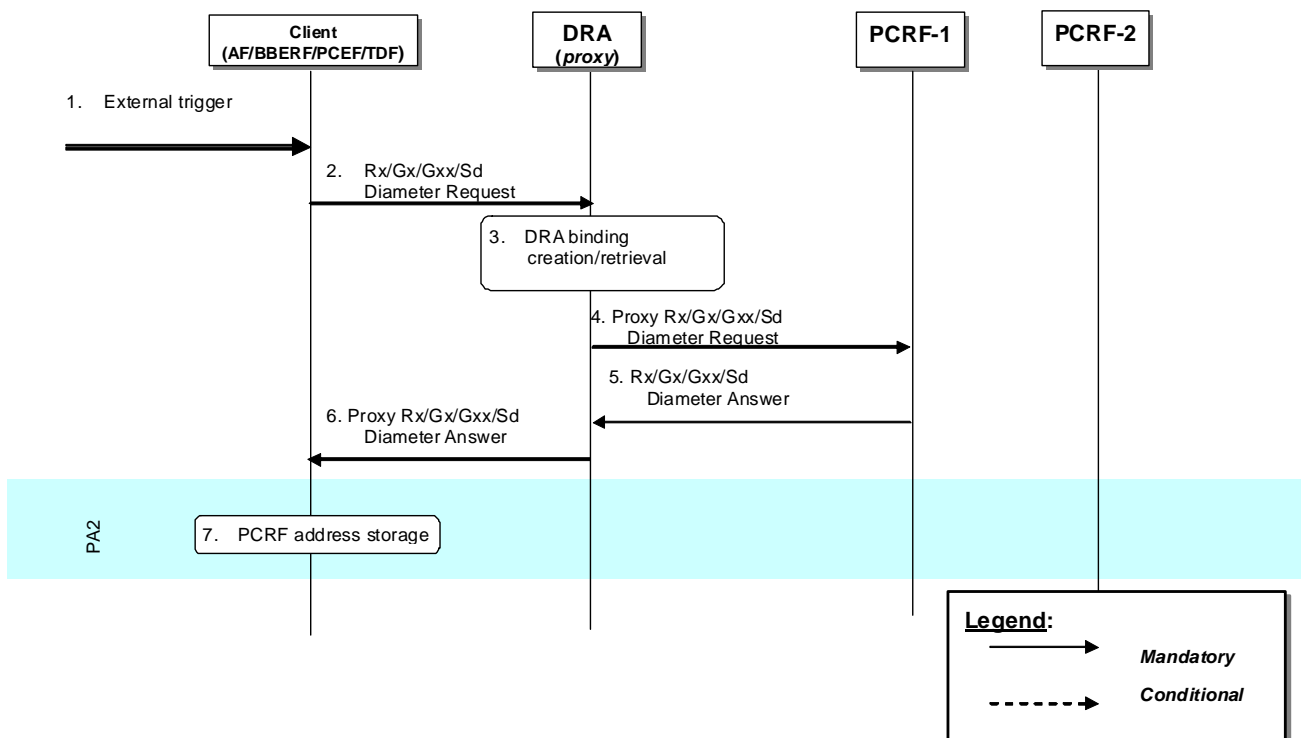 Client
(AF/BBERF/PCEF/TDF)
DRA
(proxy)
PCRF-1
PCRF-2
1. External trigger
2. Rx/Gx/Gxx/Sd
Diameter Request
3. DRA binding
creation/retrieval
4. Proxy Rx/Gx/Gxx/Sd
Diameter Request
5. Rx/Gx/Gxx/Sd
Diameter Answer
6. Proxy Rx/Gx/Gxx/Sd
Diameter Answer
PA2
7. PCRF address storage
Legend:
Mandatory
Conditional